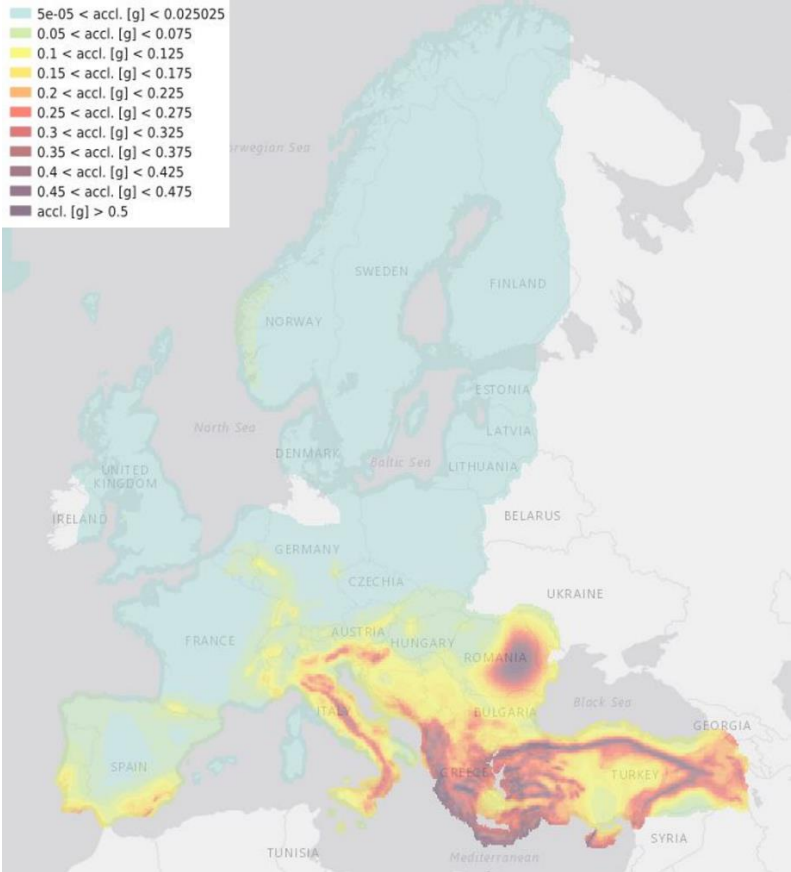 5e-05 < accl. [g] < 0.025025
0.05 < accl. [g] < 0.075
0.1 < accl. [g] < 0.125
0.15 < accl. [g] < 0.175
0.2 < accl. [g] < 0.225
0.25 < accl. [g] < 0.275
0.3 < accl. [g] < 0.325
0.35 < accl. [g] < 0.375
0.4 < accl. [g] < 0.425
0.45 < accl. [g] < 0.475
accl. [g] > 0.5
rwegian Sea
SWEDEN
FINLAND
NORWAY
ESTONIA
North Sea
LATVIA
DENMARK
Baltic Sea
LITHUANIA
UNITED
KINGDOM
IRELAND
BELARUS
GERMANY
CZECHIA
UKRAINE
FRANCE
AUSTRIA
HUNGARY
ROMANIA
Black Sea
ITALY
BULGARIA
GEORGIA
SPAIN
GREECE
TURKEY
SYRIA
TUNISIA
Mediterranean